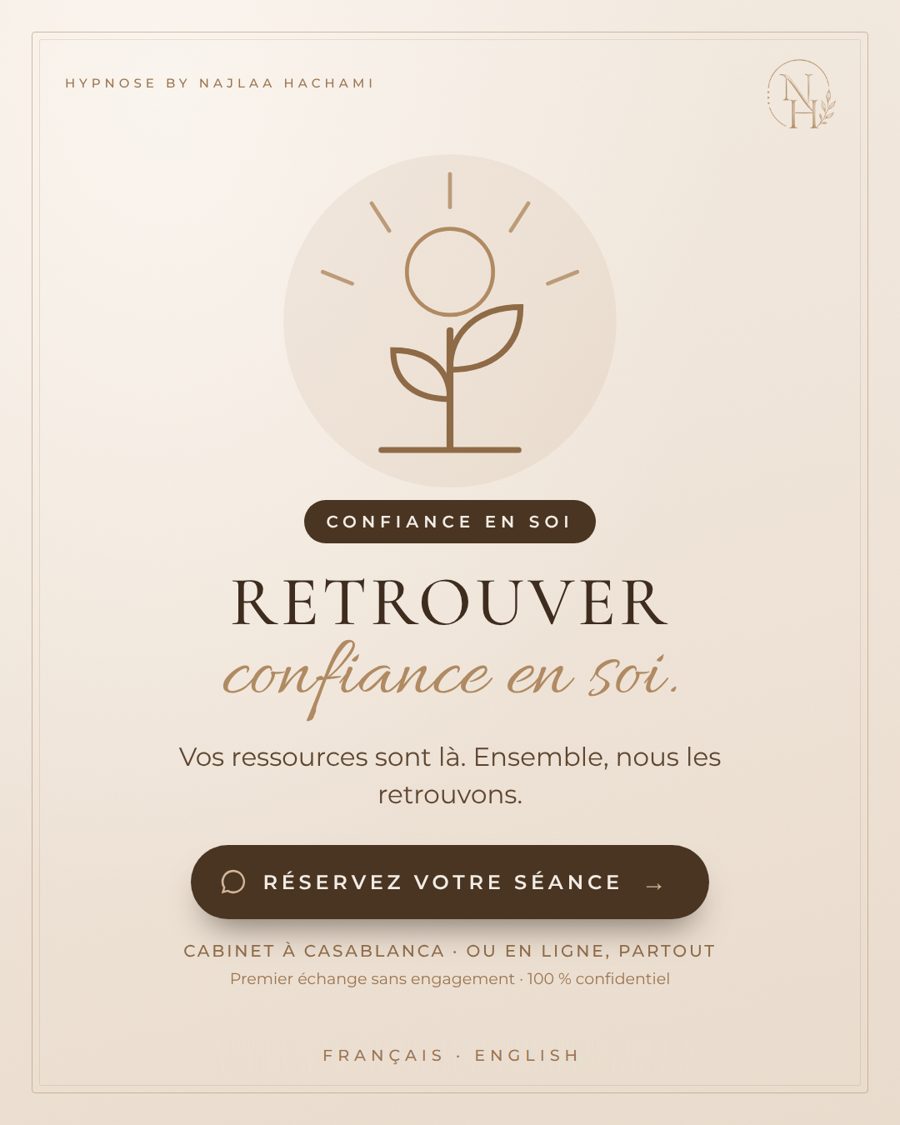 HYPNOSE BY NAJLAA HACHAMI
NH
CONFIANCE EN SOI
RETROUVER
confiance en soi.
Vos ressources sont là. Ensemble, nous les
retrouvons.
RÉSERVEZ VOTRE SÉANCE →
CABINET À CASABLANCA · OU EN LIGNE, PARTOUT
Premier échange sans engagement · 100 % confidentiel
FRANÇAIS · ENGLISH